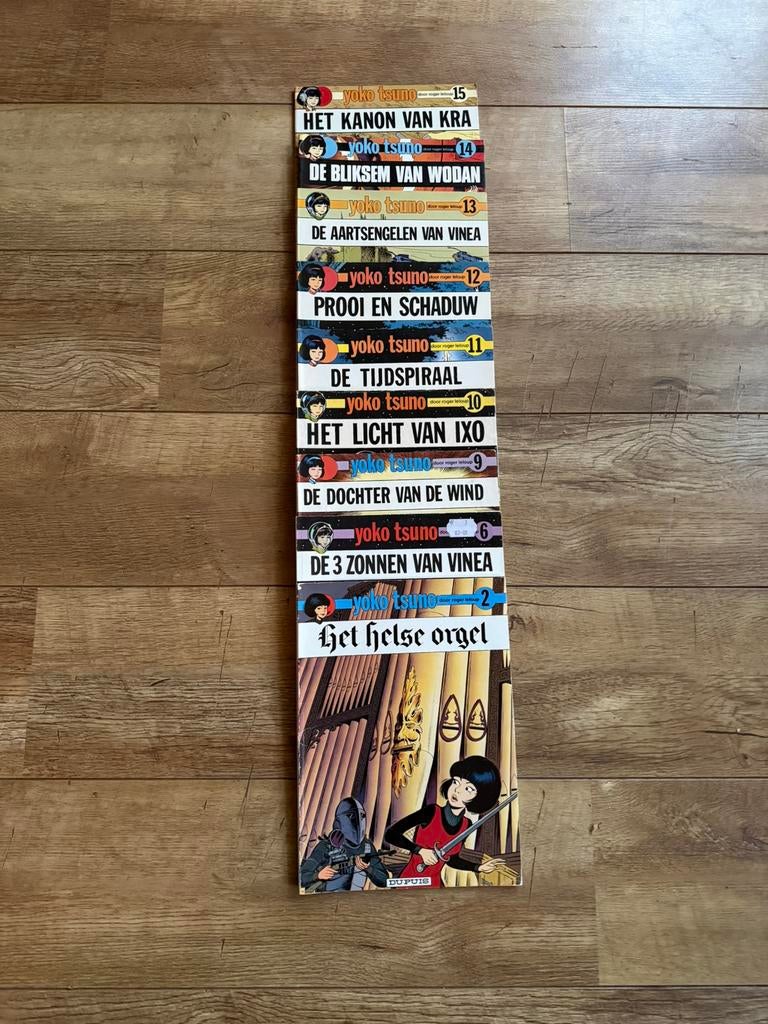 yoko tsuno door roger leloup 15
HET KANON VAN KRA
yoko tsuno door roger leloup 14
DE BLIKSEM VAN WODAN
yoko tsuno door roger leloup 13
DE AARTSENGELEN VAN VINEA
yoko tsuno door roger leloup 12
PROOI EN SCHADUW
yoko tsuno door roger leloup 11
DE TIJDSPIRAAL
yoko tsuno door roger leloup 10
HET LICHT VAN IXO
yoko tsuno door roger leloup 9
DE DOCHTER VAN DE WIND
yoko tsuno 6
DE 3 ZONNEN VAN VINEA
yoko tsuno door roger leloup 2
Het helse orgel
DUPUIS